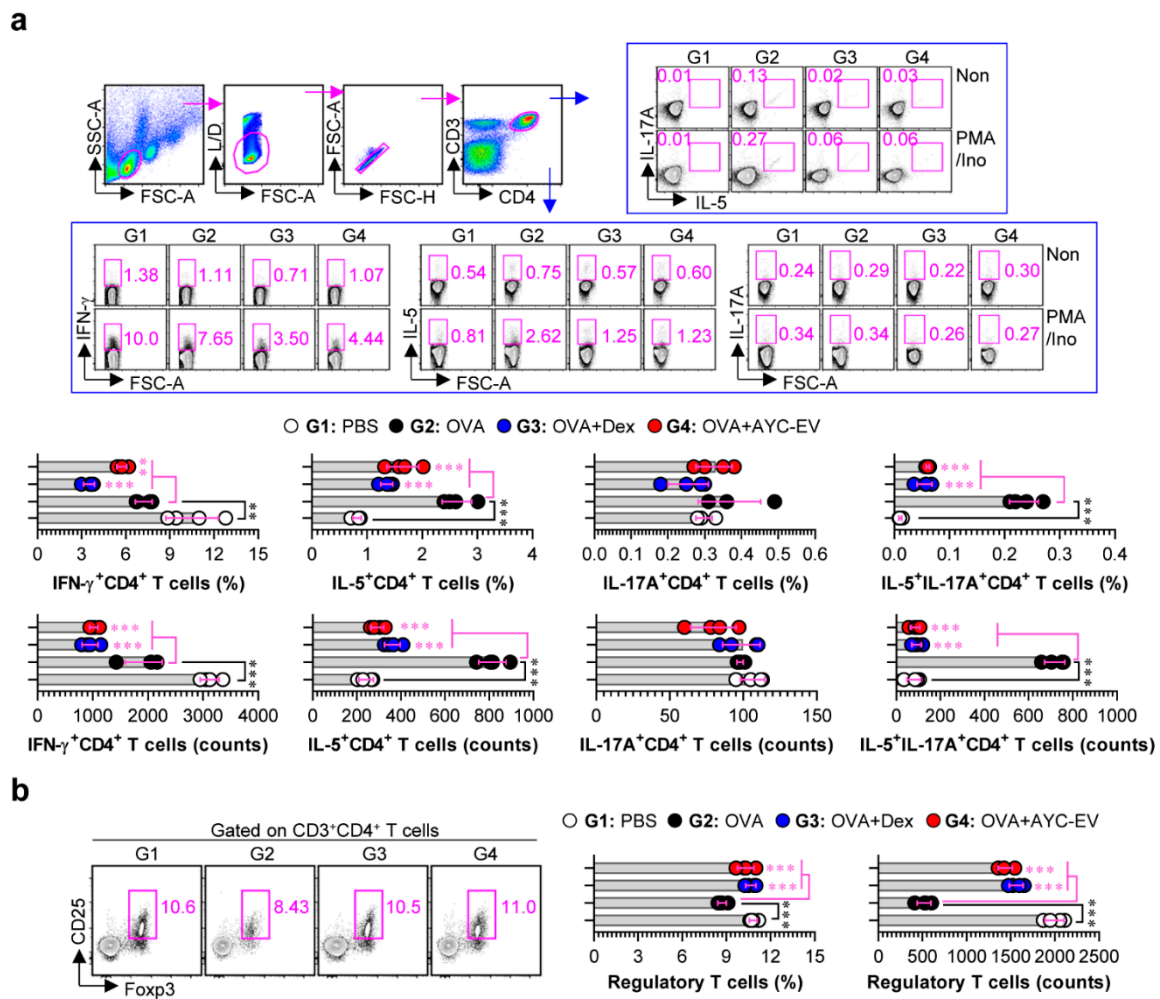 a
SSC-A
FSC-A
L/D
FSC-A
FSC-A
FSC-H
CD3
CD4
G1 G2 G3 G4
0.01 0.13 0.02 0.03 Non
0.01 0.27 0.06 0.06 PMA
/Ino
IL-17A
IL-5
G1 G2 G3 G4
1.38 1.11 0.71 1.07
10.0 7.65 3.50 4.44
IFN-γ
FSC-A
G1 G2 G3 G4
0.54 0.75 0.57 0.60
0.81 2.62 1.25 1.23
IL-5
FSC-A
G1 G2 G3 G4
0.24 0.29 0.22 0.30 Non
0.34 0.34 0.26 0.27 PMA
/Ino
IL-17A
FSC-A
G1: PBS G2: OVA G3: OVA+Dex G4: OVA+AYC-EV
**
***
**
0 3 6 9 12 15
IFN-γ+CD4+ T cells (%)
***
***
0 1 2 3 4
IL-5+CD4+ T cells (%)
0.0 0.1 0.2 0.3 0.4 0.5 0.6
IL-17A+CD4+ T cells (%)
***
***
***
0.0 0.1 0.2 0.3 0.4
IL-5+IL-17A+CD4+ T cells (%)
***
***
***
0 1000 2000 3000 4000
IFN-γ+CD4+ T cells (counts)
***
***
***
0 200 400 600 800 1000
IL-5+CD4+ T cells (counts)
0 50 100 150
IL-17A+CD4+ T cells (counts)
***
***
***
0 200 400 600 800 1000
IL-5+IL-17A+CD4+ T cells (counts)
b
Gated on CD3+CD4+ T cells
G1 G2 G3 G4
10.6 8.43 10.5 11.0
CD25
Foxp3
G1: PBS G2: OVA G3: OVA+Dex G4: OVA+AYC-EV
***
***
***
0 3 6 9 12 15
Regulatory T cells (%)
***
***
***
0 500 1000 1500 2000 2500
Regulatory T cells (counts)